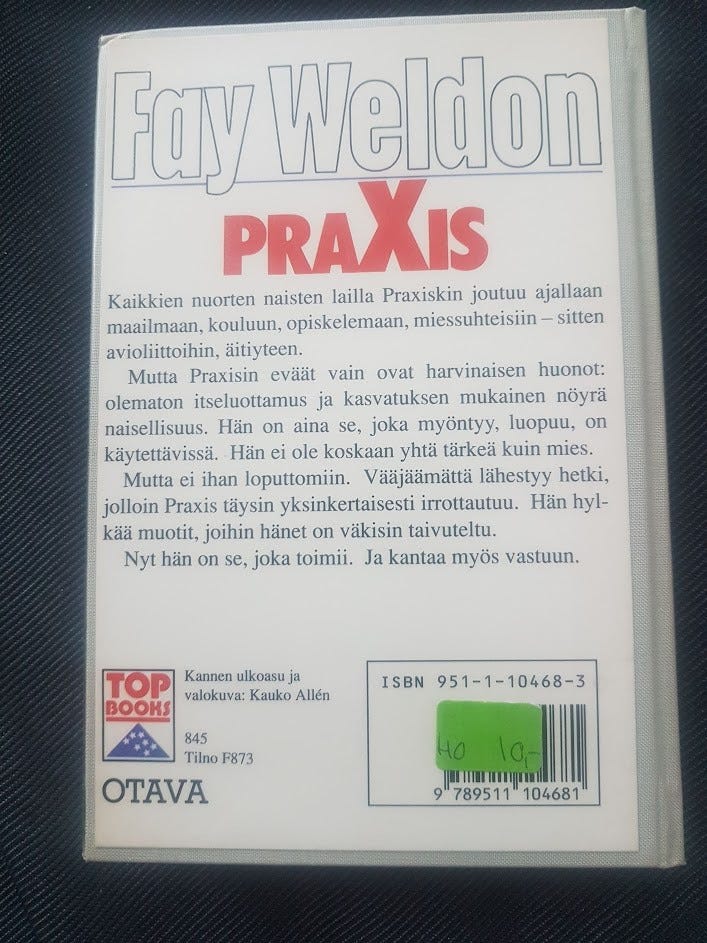 Fay Weldon
PRAXIS
Kaikkien nuorten naisten lailla Praxiskin joutuu ajallaan
maailmaan, kouluun, opiskelemaan, miessuhteisiin – sitten
avioliittoihin, äitiyteen.
Mutta Praxisin eväät vain ovat harvinaisen huonot:
olematon itseluottamus ja kasvatuksen mukainen nöyrä
naisellisuus. Hän on aina se, joka myöntyy, luopuu, on
käytettävissä. Hän ei ole koskaan yhtä tärkeä kuin mies.
Mutta ei ihan loputtomiin. Vääjäämättä lähestyy hetki,
jolloin Praxis täysin yksinkertaisesti irrottautuu. Hän hyl-
kää muotit, joihin hänet on väkisin taivuteltu.
Nyt hän on se, joka toimii. Ja kantaa myös vastuun.
TOP
BOOKS
Kannen ulkoasu ja
valokuva: Kauko Allén
845
Tilno F873
OTAVA
ISBN 951-1-10468-3
40 10,-
9 789511 104681